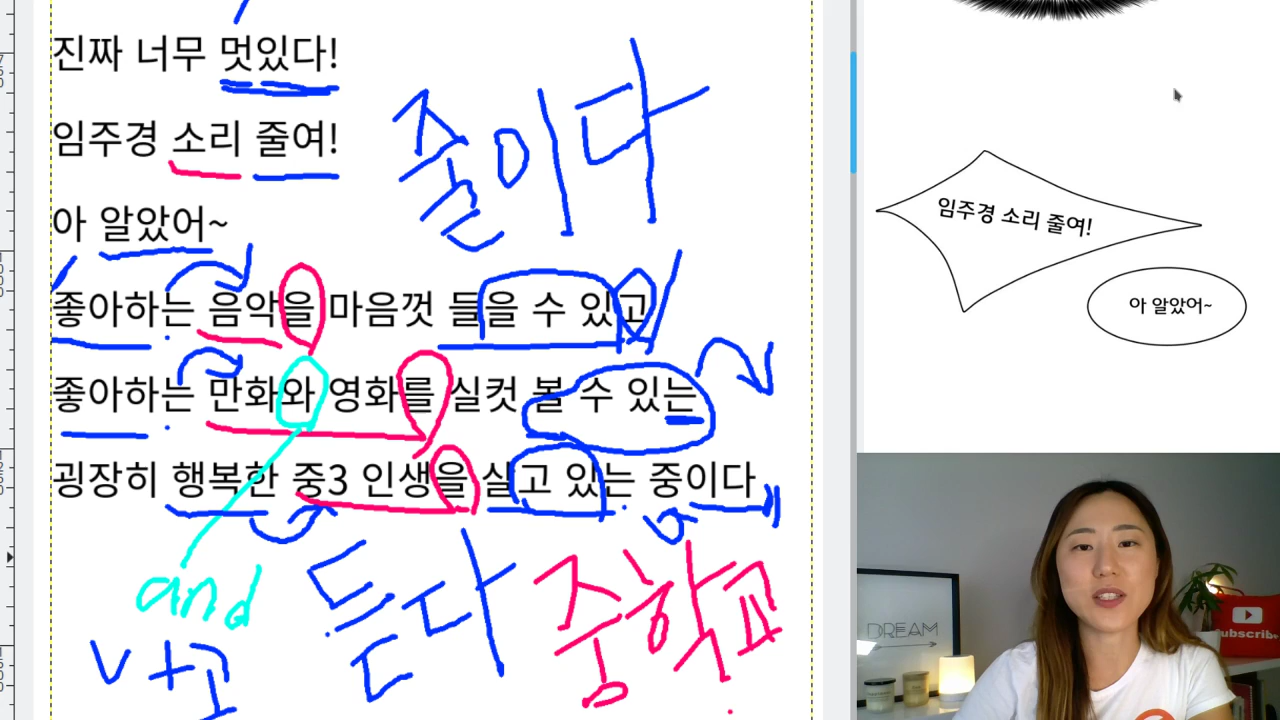 진짜 너무 멋있다!
임주경 소리 줄여!
아 알았어~
좋아하는 음악을 마음껏 들을 수 있고
좋아하는 만화와 영화를 실컷 볼 수 있는
굉장히 행복한 중3 인생을 살고 있는 중이다
줄이다
and
V+고
듣다
중학교
임주경 소리 줄여!
아 알았어~
DREAM
Subscribe